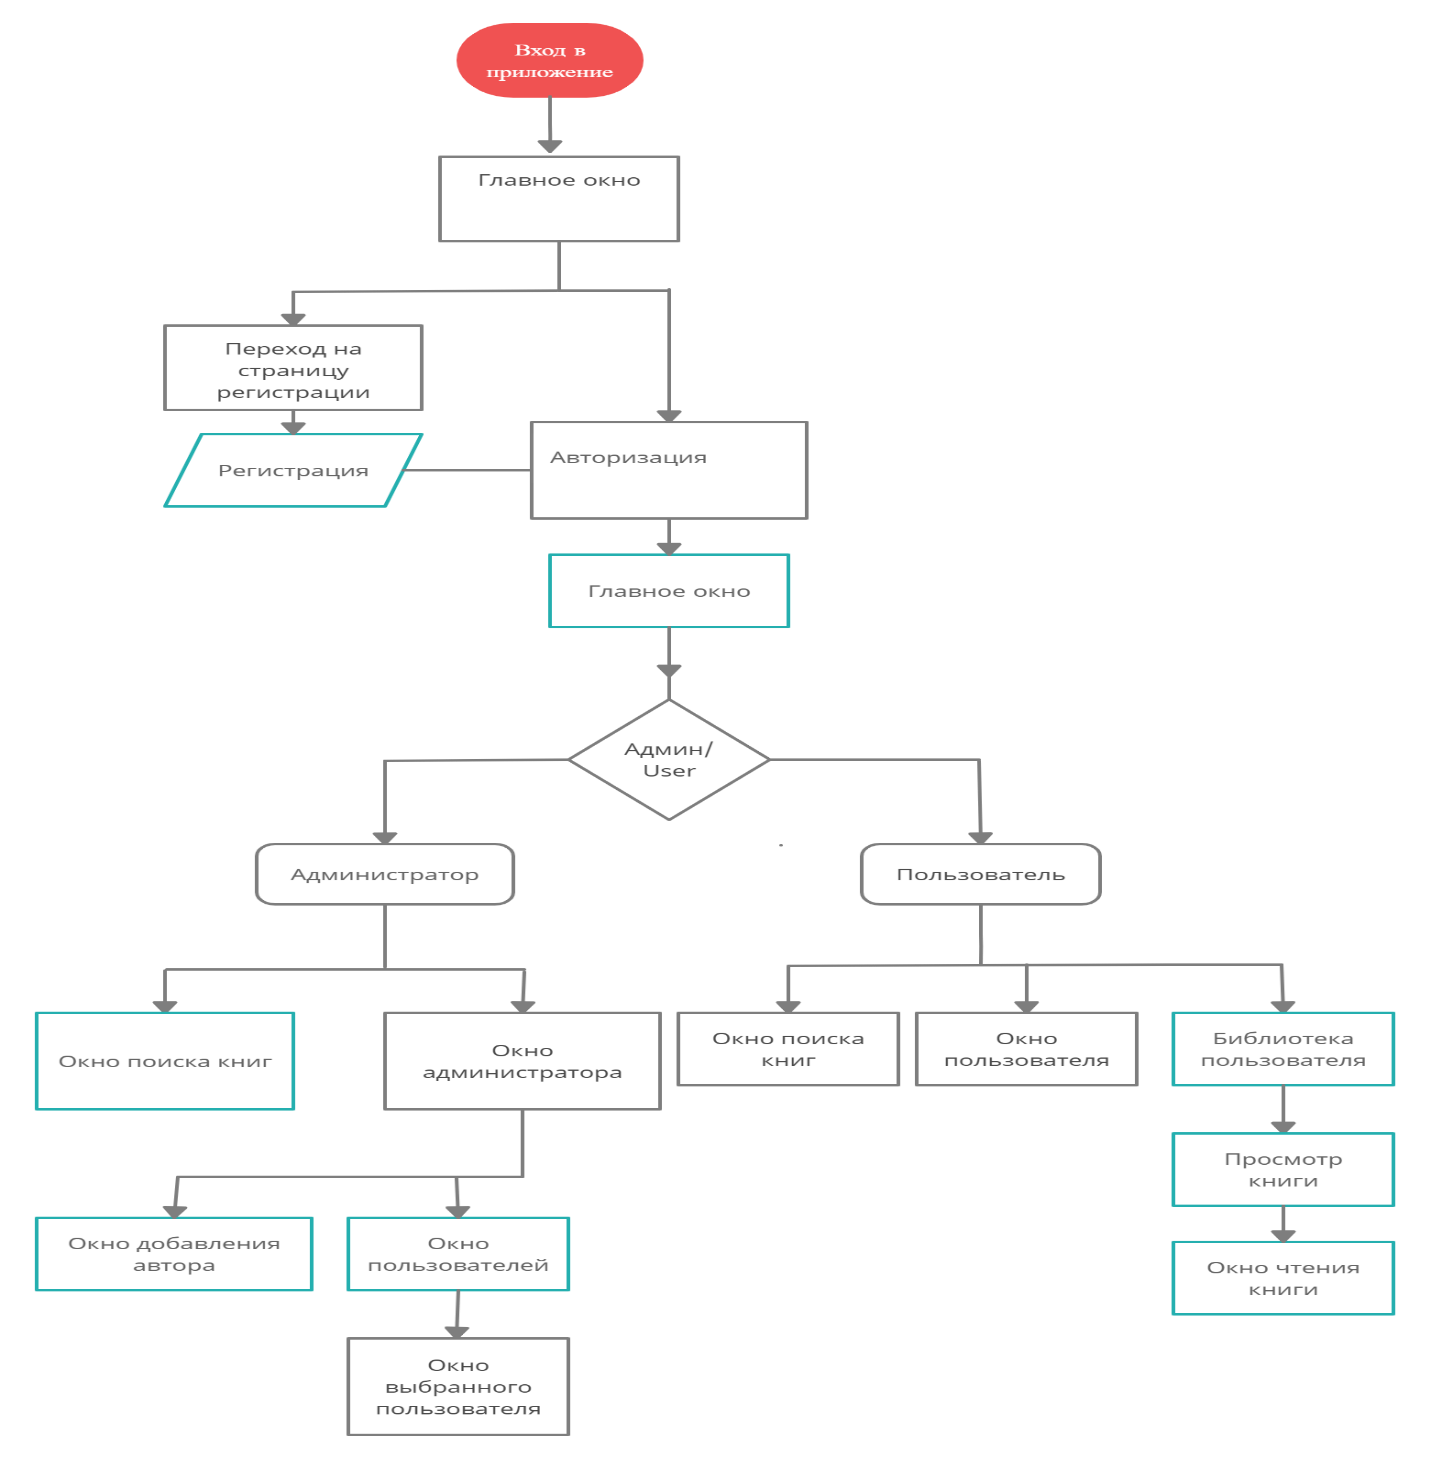 Вход в
приложение
Главное окно
Переход на
страницу
регистрации
Регистрация
Авторизация
Главное окно
Админ/
User
Администратор
Пользователь
Окно поиска книг
Окно
администратора
Окно поиска
книг
Окно
пользователя
Библиотека
пользователя
Просмотр
книги
Окно добавления
автора
Окно
пользователей
Окно чтения
книги
Окно
выбранного
пользователя